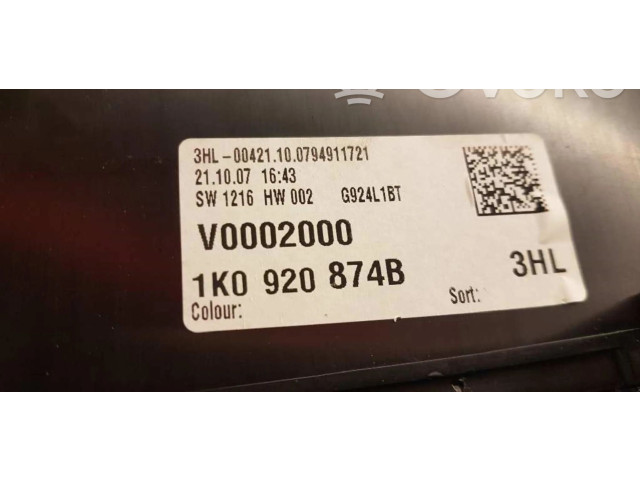 3HL-00421.10.0794911721
21.10.07 16:43
SW 1216 HW 002 G924L1BT
V0002000
1K0 920 874B 3HL
Colour: Sort: